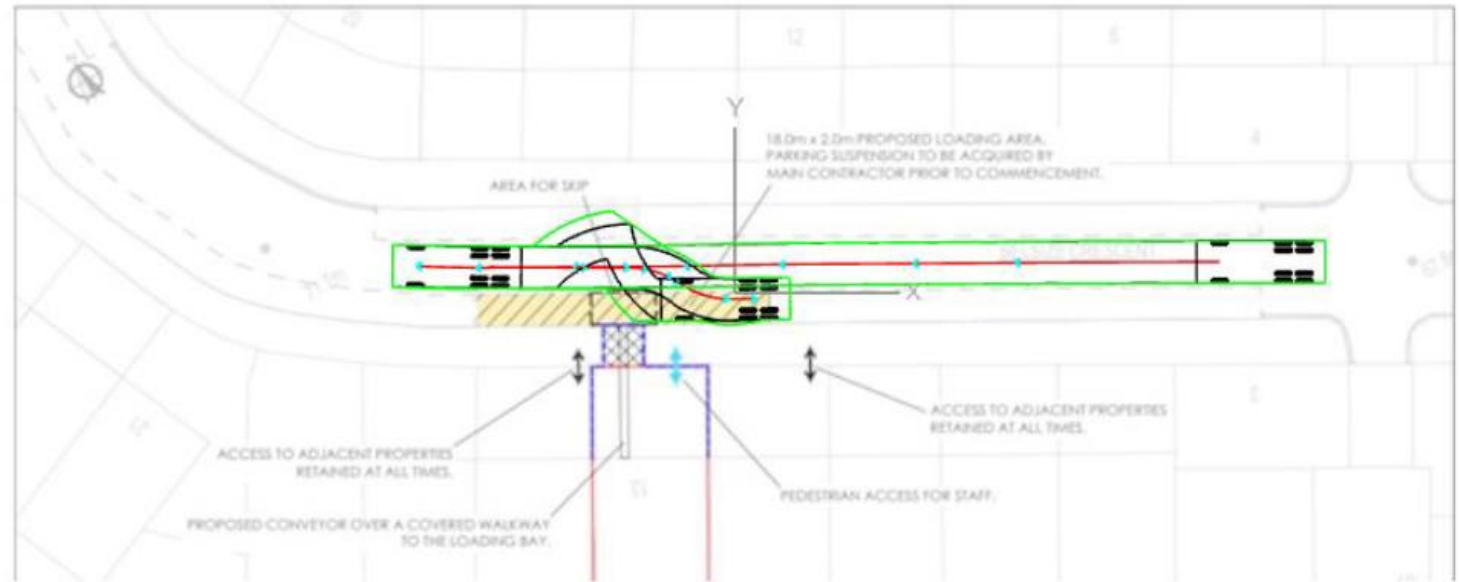 12
Y
18.0m x 2.0m PROPOSED LOADING AREA.
PARKING SUSPENSION TO BE ACQUIRED BY
MAIN CONTRACTOR PRIOR TO COMMENCEMENT.
AREA FOR SKIP
X
ACCESS TO ADJACENT PROPERTIES
RETAINED AT ALL TIMES.
ACCESS TO ADJACENT PROPERTIES
RETAINED AT ALL TIMES.
PEDESTRIAN ACCESS FOR STAFF.
PROPOSED CONVEYOR OVER A COVERED WALKWAY
TO THE LOADING BAY.